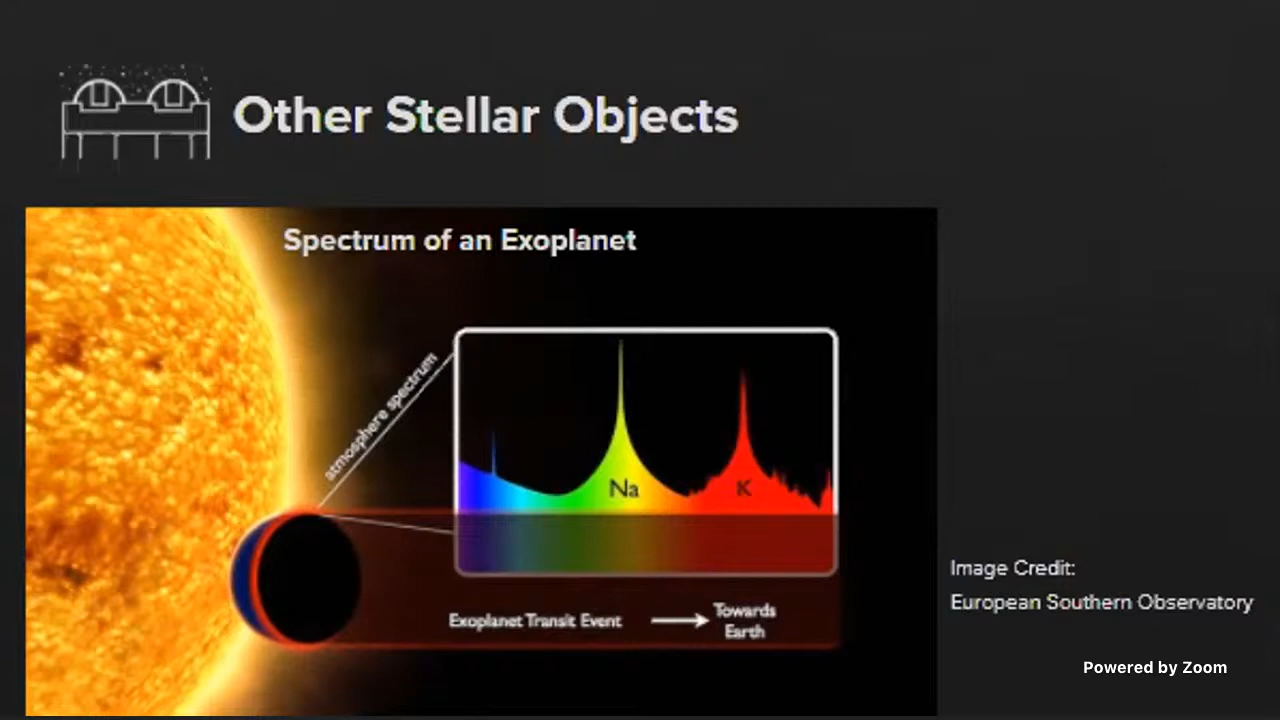 Other Stellar Objects
Spectrum of an Exoplanet
atmosphere spectrum
Na
K
Exoplanet Transit Event
Towards
Earth
Image Credit:
European Southern Observatory
Powered by Zoom